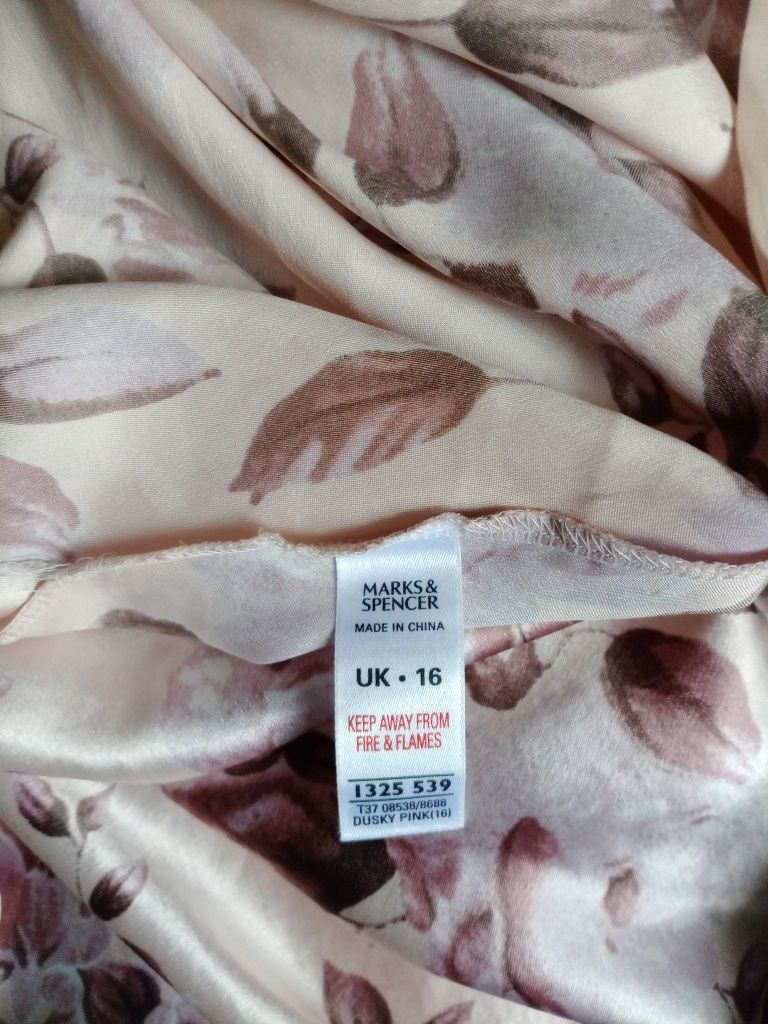 MARKS &
SPENCER
MADE IN CHINA
UK • 16
KEEP AWAY FROM
FIRE & FLAMES
1325 539
T37 08538/8688
DUSKY PINK(16)